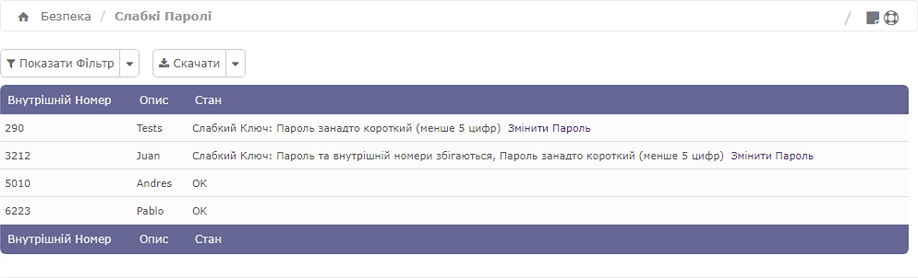 Безпека / Слабкі Паролі /
Показати Фільтр Скачати
Внутрішній Номер Опис Стан
290 Tests Слабкий Ключ: Пароль занадто короткий (менше 5 цифр) Змінити Пароль
3212 Juan Слабкий Ключ: Пароль та внутрішній номери збігаються, Пароль занадто короткий (менше 5 цифр) Змінити Пароль
5010 Andres OK
6223 Pablo OK
Внутрішній Номер Опис Стан